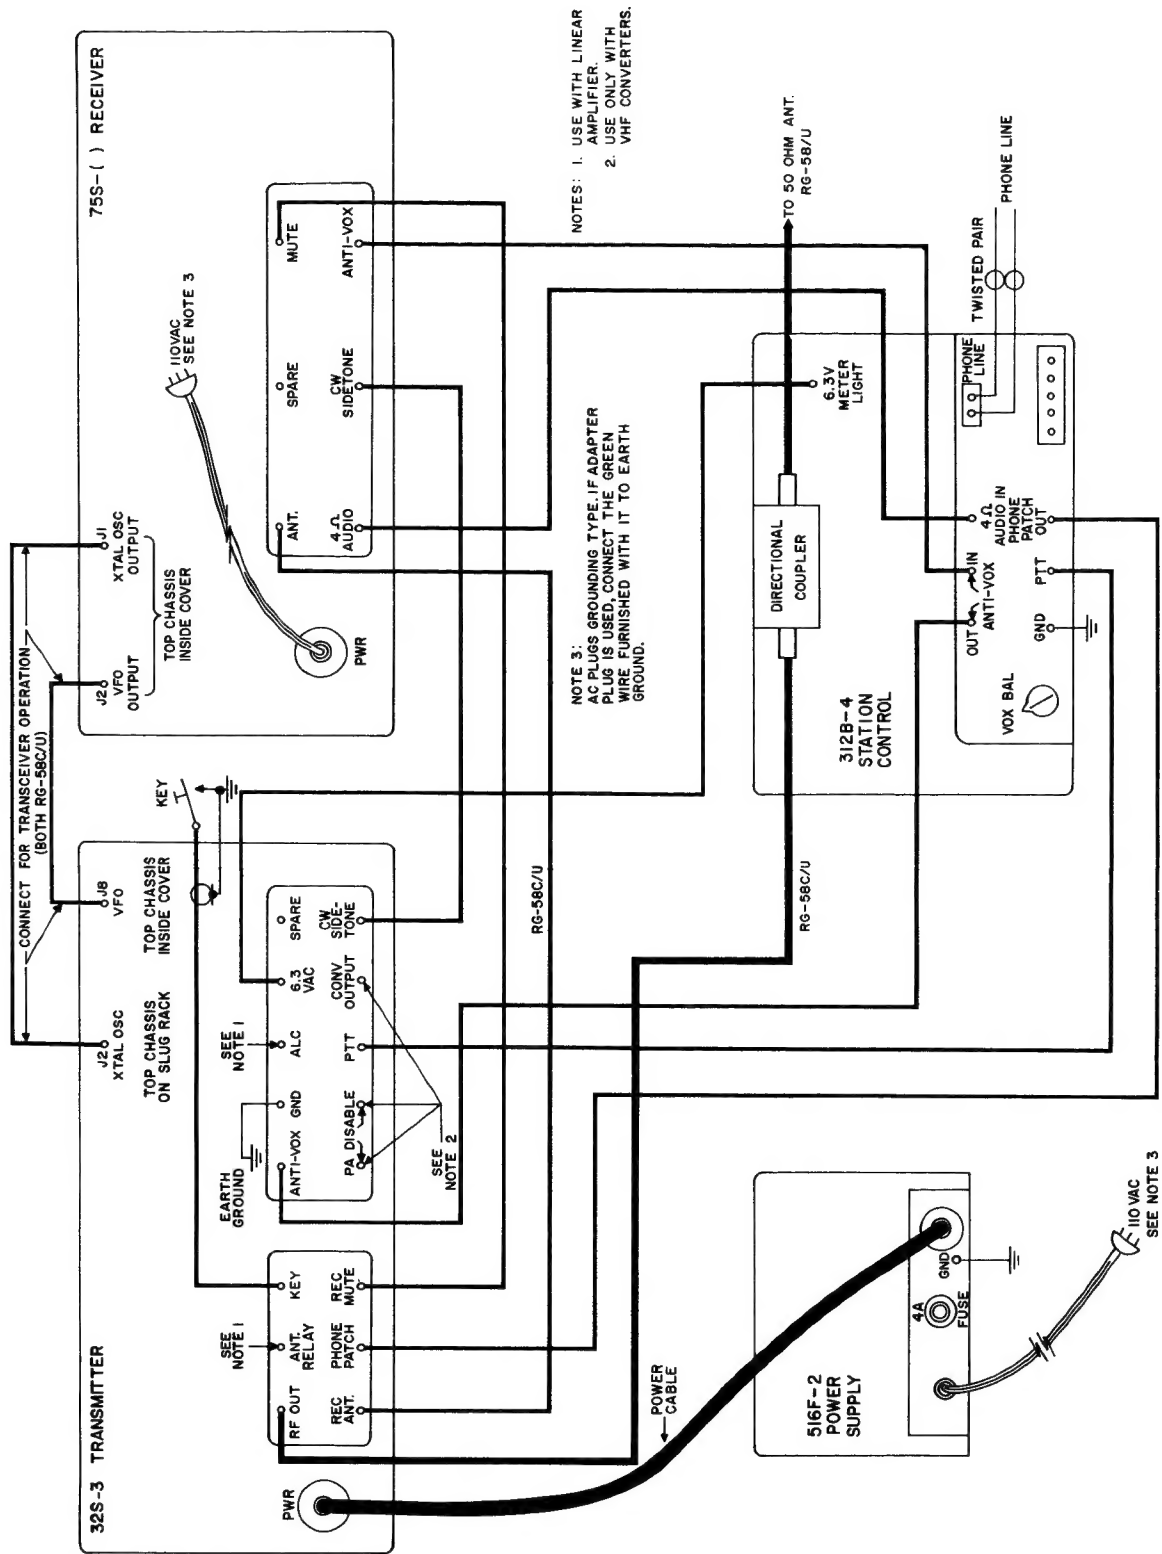 32S-3 TRANSMITTER
PWR
RF OUT
SEE
NOTE 1
ANT.
RELAY
KEY
REC
ANT.
PHONE
PATCH
REC
MUTE
EARTH
GROUND
ANTI-VOX
GND
SEE
NOTE 1
ALC
6.3
VAC
SPARE
PA DISABLE
PTT
CONV
OUTPUT
CW
SIDE-
TONE
SEE
NOTE 2
J2
XTAL OSC
TOP CHASSIS
ON SLUG RACK
J8
VFO
TOP CHASSIS
INSIDE COVER
KEY
CONNECT FOR TRANSCEIVER OPERATION
(BOTH RG-58C/U)
75S-( ) RECEIVER
J2
VFO
OUTPUT
J1
XTAL OSC
OUTPUT
TOP CHASSIS
INSIDE COVER
PWR
110VAC
SEE NOTE 3
ANT.
SPARE
MUTE
4Ω
AUDIO
CW
SIDETONE
ANTI-VOX
RG-58C/U
RG-58C/U
NOTES: 1. USE WITH LINEAR
AMPLIFIER.
2. USE ONLY WITH
VHF CONVERTERS.
NOTE 3:
AC PLUGS GROUNDING TYPE. IF ADAPTER
PLUG IS USED, CONNECT THE GREEN
WIRE FURNISHED WITH IT TO EARTH
GROUND.
POWER
CABLE
516F-2
POWER
SUPPLY
4A
FUSE
GND
110VAC
SEE NOTE 3
312B-4
STATION
CONTROL
DIRECTIONAL
COUPLER
6.3V
METER
LIGHT
TO 50 OHM ANT.
RG-58/U
VOX BAL
OUT
IN
ANTI-VOX
GND
PTT
4Ω
AUDIO IN
PHONE
PATCH
OUT
PHONE
LINE
TWISTED PAIR
PHONE LINE